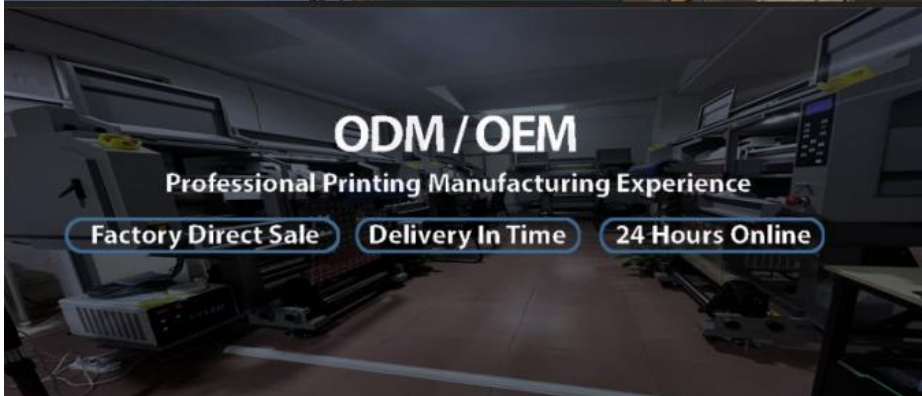 ODM / OEM
Professional Printing Manufacturing Experience
Factory Direct Sale Delivery In Time 24 Hours Online